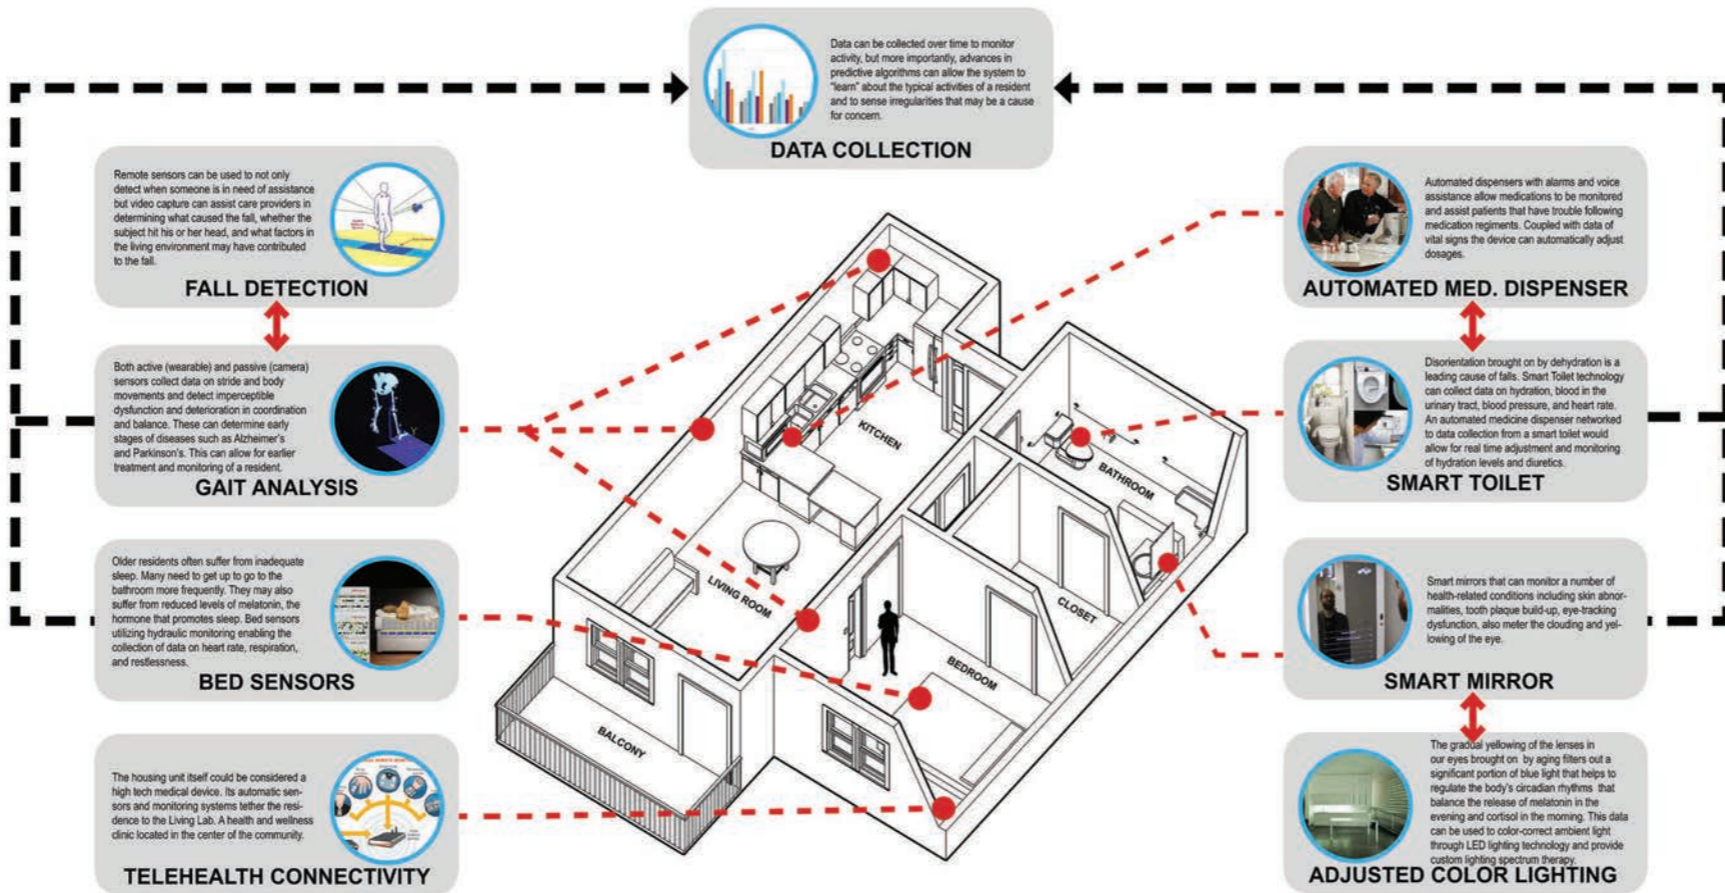 Data can be collected over time to monitor
activity, but more importantly, advances in
predictive algorithms can allow the system to
"learn" about the typical activities of a resident
and to sense irregularities that may be a cause
for concern.
DATA COLLECTION
Remote sensors can be used to not only
detect when someone is in need of assistance
but video capture can assist care providers in
determining what caused the fall, whether the
subject hit his or her head, and what factors in
the living environment may have contributed
to the fall.
FALL DETECTION
Both active (wearable) and passive (camera)
sensors collect data on stride and body
movements and detect imperceptible
dysfunction and deterioration in coordination
and balance. These can determine early
stages of diseases such as Alzheimer's
and Parkinson's. This can allow for earlier
treatment and monitoring of a resident.
GAIT ANALYSIS
Older residents often suffer from inadequate
sleep. Many need to get up to go to the
bathroom more frequently. They may also
suffer from reduced levels of melatonin, the
hormone that promotes sleep. Bed sensors
utilizing hydraulic monitoring enabling the
collection of data on heart rate, respiration,
and restlessness.
BED SENSORS
The housing unit itself could be considered a
high tech medical device. Its automatic sen-
sors and monitoring systems tether the resi-
dence to the Living Lab. A health and wellness
clinic located in the center of the community.
TELEHEALTH CONNECTIVITY
KITCHEN
BATHROOM
LIVING ROOM
CLOSET
BEDROOM
BALCONY
Automated dispensers with alarms and voice
assistance allow medications to be monitored
and assist patients that have trouble following
medication regiments. Coupled with data of
vital signs the device can automatically adjust
dosages.
AUTOMATED MED. DISPENSER
Disorientation brought on by dehydration is a
leading cause of falls. Smart Toilet technology
can collect data on hydration, blood in the
urinary tract, blood pressure, and heart rate.
An automated medicine dispenser networked
to data collection from a smart toilet would
allow for real time adjustment and monitoring
of hydration levels and diuretics.
SMART TOILET
Smart mirrors that can monitor a number of
health-related conditions including skin abnor-
malities, tooth plaque build-up, eye-tracking
dysfunction, also meter the clouding and yel-
lowing of the eye.
SMART MIRROR
The gradual yellowing of the lenses in
our eyes brought on by aging filters out a
significant portion of blue light that helps to
regulate the body's circadian rhythms that
balance the release of melatonin in the
evening and cortisol in the morning. This data
can be used to color-correct ambient light
through LED lighting technology and provide
custom lighting spectrum therapy.
ADJUSTED COLOR LIGHTING